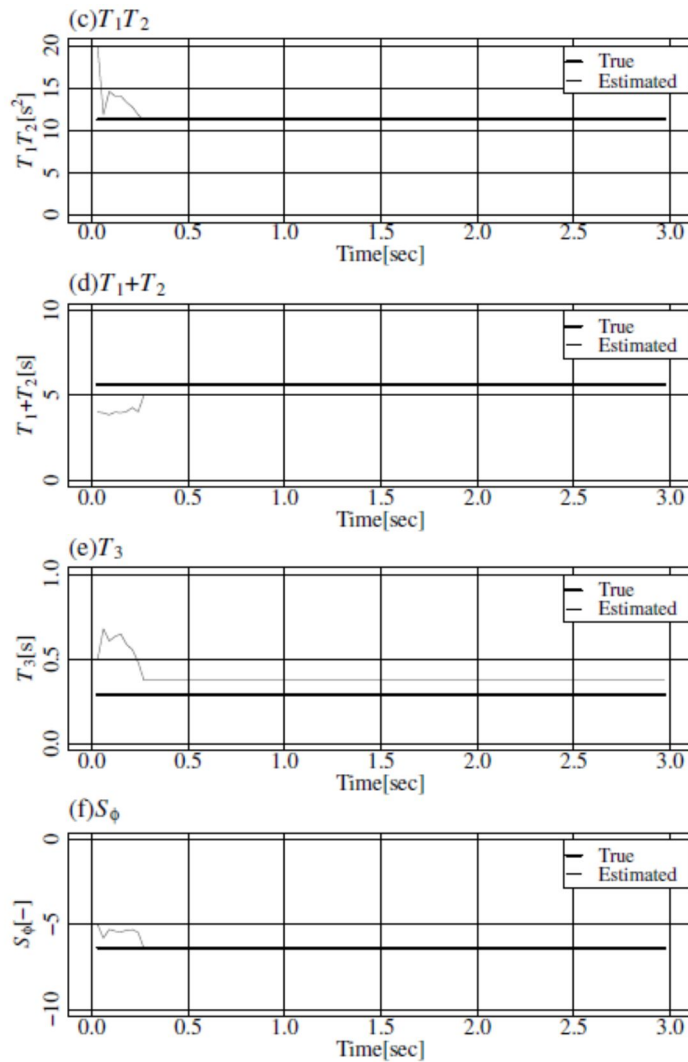 (c)T₁T₂
T₁T₂[s²]
20
15
10
5
0
True
Estimated
0.0 0.5 1.0 1.5 2.0 2.5 3.0
Time[sec]
(d)T₁+T₂
T₁+T₂[s]
10
5
0
True
Estimated
0.0 0.5 1.0 1.5 2.0 2.5 3.0
Time[sec]
(e)T₃
T₃[s]
1.0
0.5
0.0
True
Estimated
0.0 0.5 1.0 1.5 2.0 2.5 3.0
Time[sec]
(f)S_ϕ
S_ϕ[−]
0
−5
−10
True
Estimated
0.0 0.5 1.0 1.5 2.0 2.5 3.0
Time[sec]